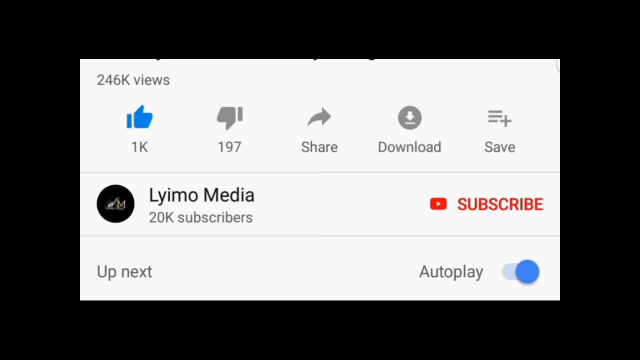 246K views
1K 197 Share Download Save
Lyimo Media
20K subscribers
SUBSCRIBE
Up next Autoplay